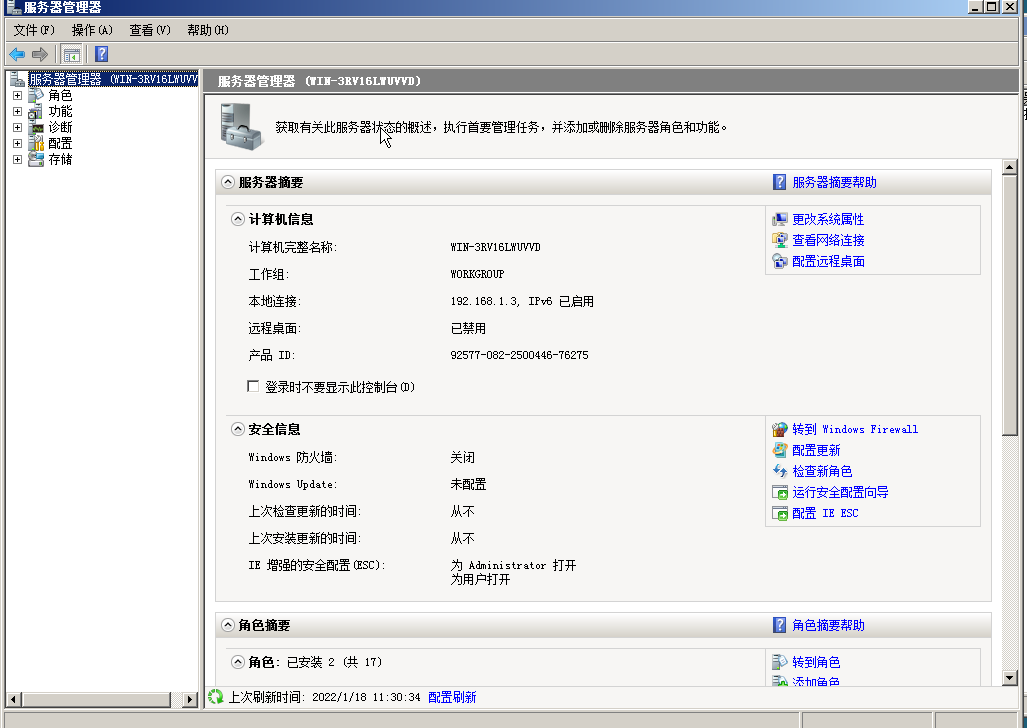 服务器管理器
文件(F) 操作(A) 查看(V) 帮助(H)
服务器管理器 (WIN-3RV16LWUVV
角色
功能
诊断
配置
存储
服务器管理器 (WIN-3RV16LWUVVD)
获取有关此服务器状态的概述，执行首要管理任务，并添加或删除服务器角色和功能。
服务器摘要
服务器摘要帮助
计算机信息
计算机完整名称: WIN-3RV16LWUVVD
工作组: WORKGROUP
本地连接: 192.168.1.3, IPv6 已启用
远程桌面: 已禁用
产品 ID: 92577-082-2500446-76275
登录时不要显示此控制台(D)
更改系统属性
查看网络连接
配置远程桌面
安全信息
Windows 防火墙: 关闭
Windows Update: 未配置
上次检查更新的时间: 从不
上次安装更新的时间: 从不
IE 增强的安全配置(ESC): 为 Administrator 打开
为用户打开
转到 Windows Firewall
配置更新
检查新角色
运行安全配置向导
配置 IE ESC
角色摘要
角色摘要帮助
角色: 已安装 2 (共 17)
转到角色
添加角色
上次刷新时间: 2022/1/18 11:30:34 配置刷新